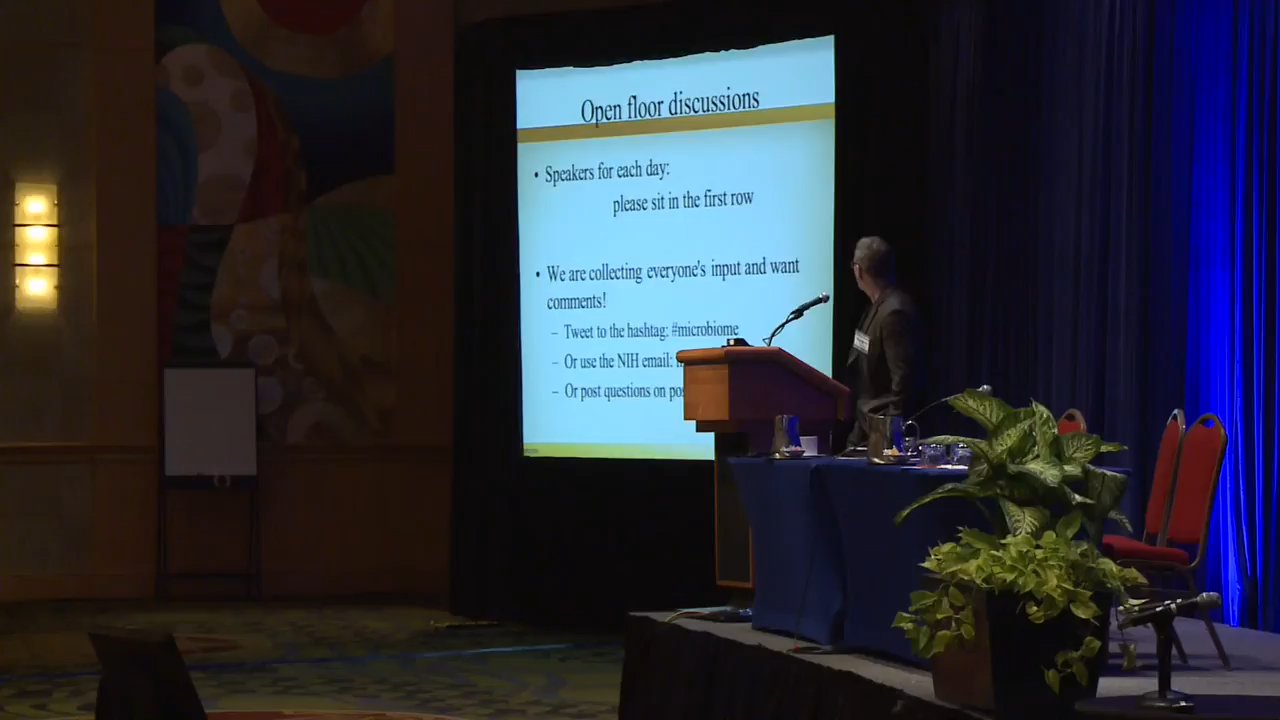 Open floor discussions
• Speakers for each day:
please sit in the first row
• We are collecting everyone's input and want
comments!
– Tweet to the hashtag: #microbiome
– Or use the NIH email:
– Or post questions on